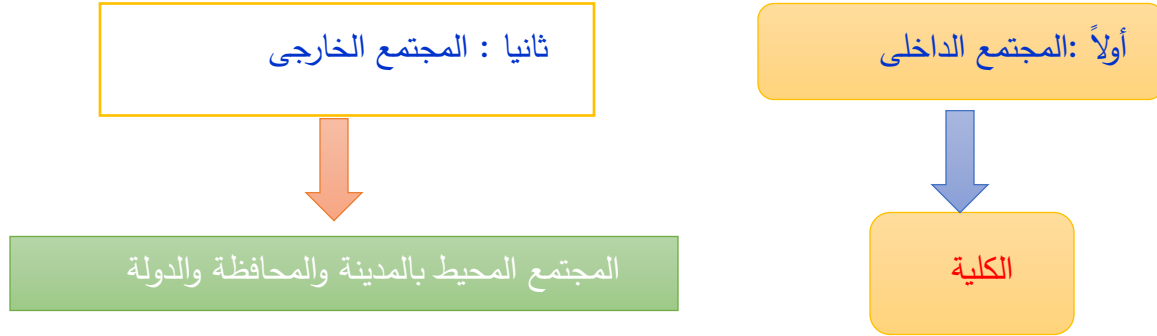 أولاً :المجتمع الداخلى
ثانيا : المجتمع الخارجى
الكلية
المجتمع المحيط بالمدينة والمحافظة والدولة